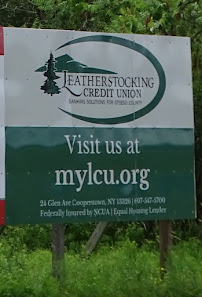 LEATHERSTOCKING
CREDIT UNION
BANKING SOLUTIONS FOR OTSEGO COUNTY
Visit us at
mylcu.org
24 Glen Ave Cooperstown, NY 13326 | 607-547-5700
Federally Insured by NCUA | Equal Housing Lender